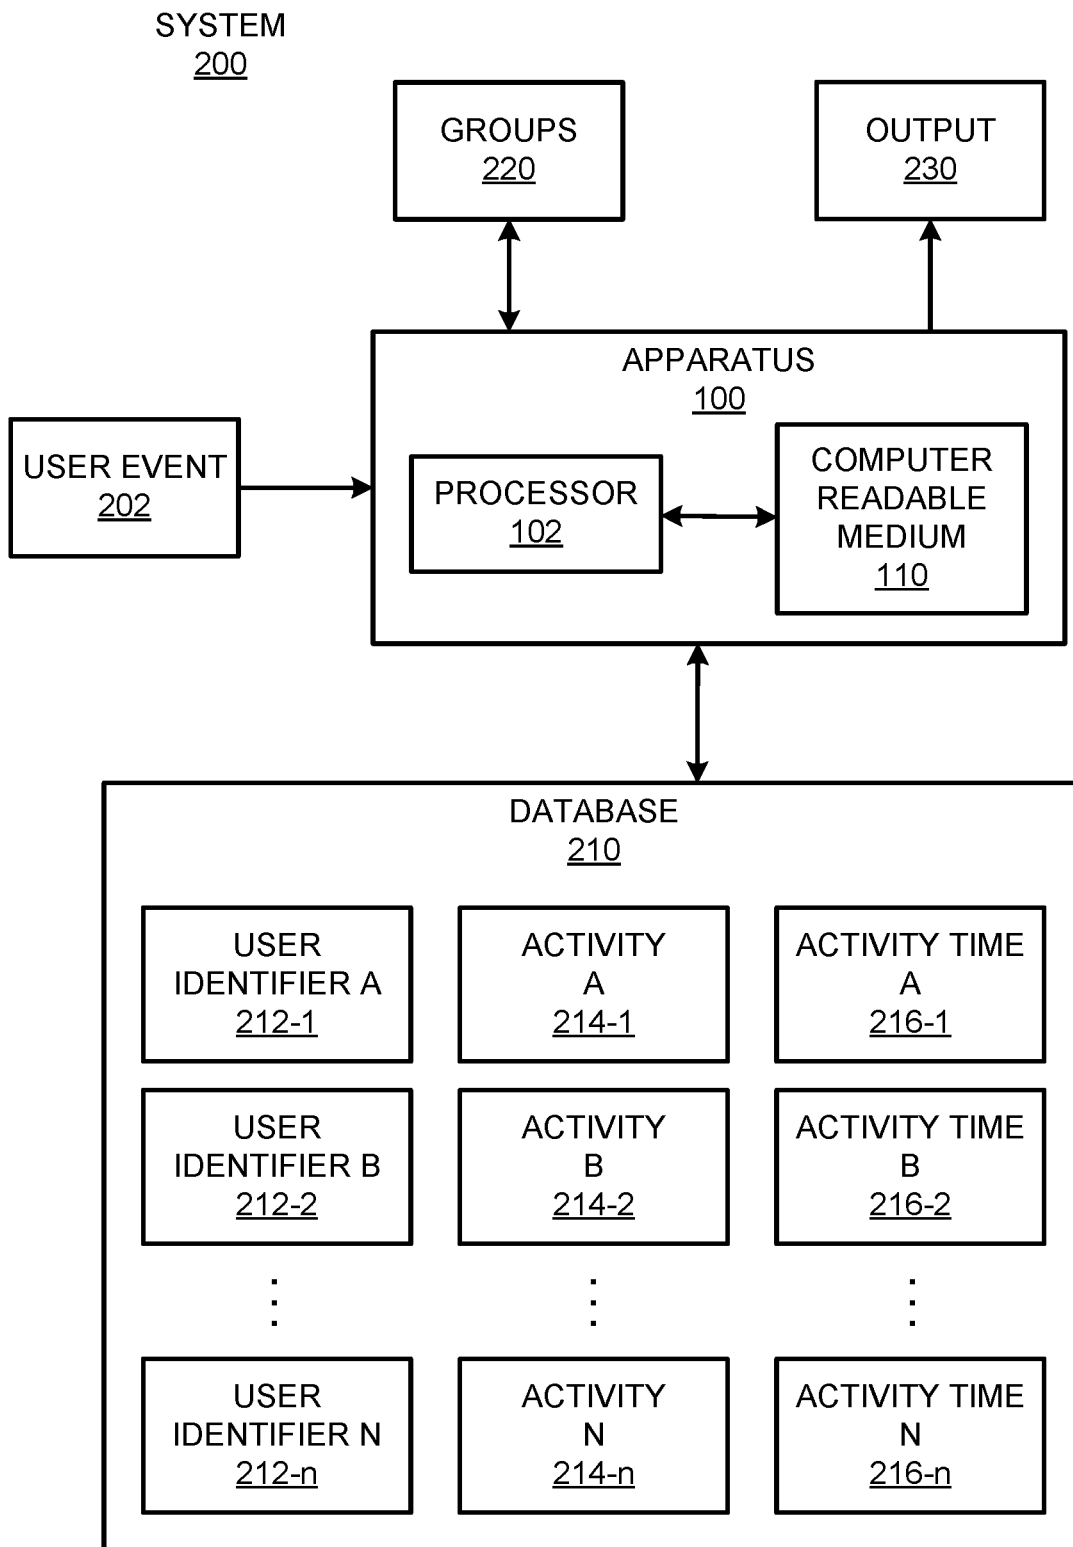 SYSTEM
200
GROUPS
220
OUTPUT
230
APPARATUS
100
USER EVENT
202
PROCESSOR
102
COMPUTER
READABLE
MEDIUM
110
DATABASE
210
USER
IDENTIFIER A
212-1
ACTIVITY
A
214-1
ACTIVITY TIME
A
216-1
USER
IDENTIFIER B
212-2
ACTIVITY
B
214-2
ACTIVITY TIME
B
216-2
USER
IDENTIFIER N
212-n
ACTIVITY
N
214-n
ACTIVITY TIME
N
216-n